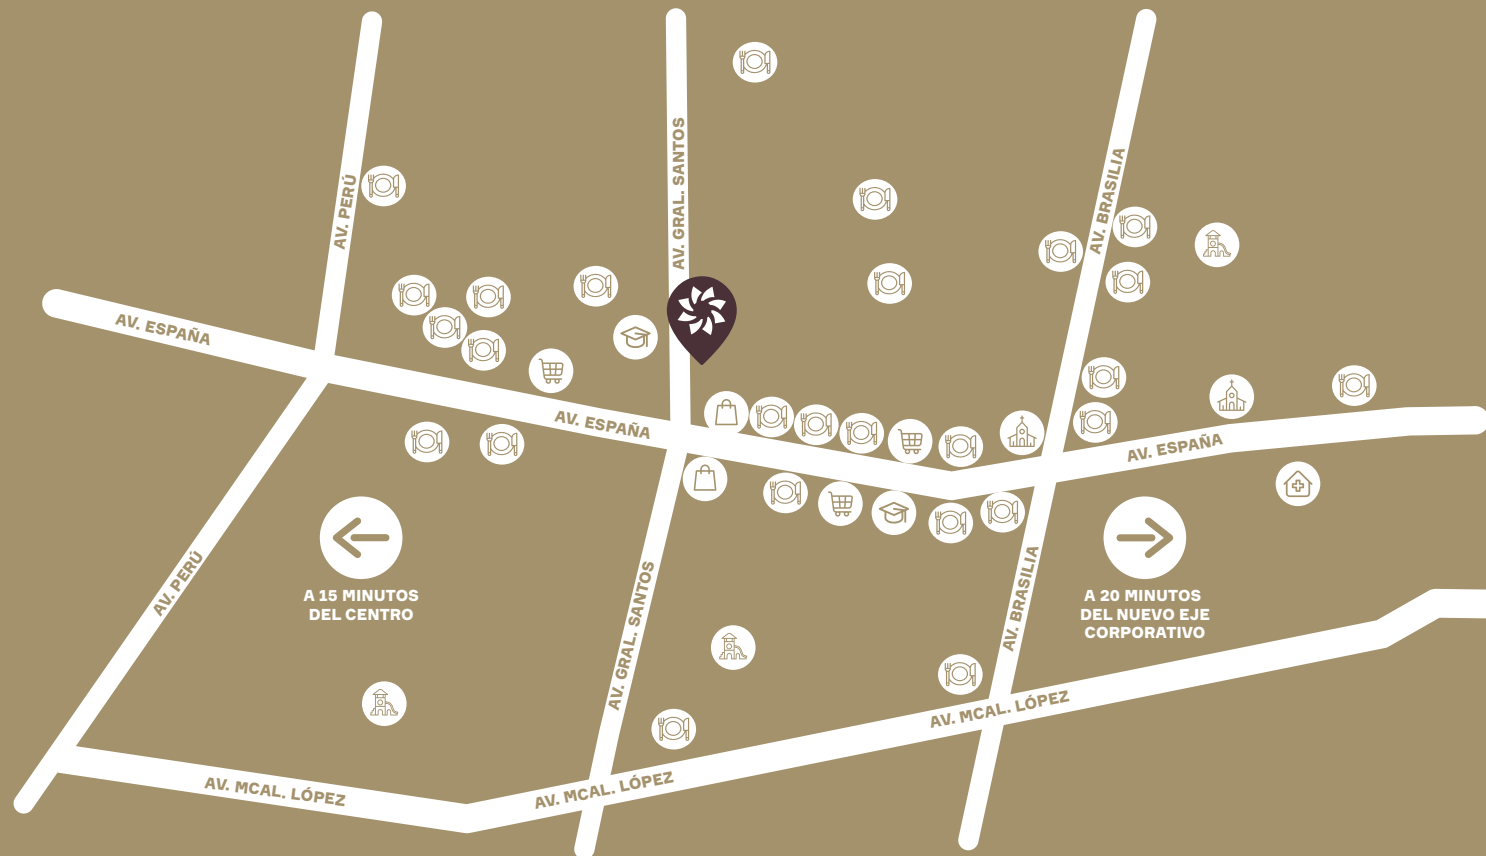 AV. GRAL. SANTOS
AV. BRASILIA
AV. PERÚ
AV. ESPAÑA
AV. ESPAÑA
AV. ESPAÑA
AV. PERÚ
A 15 MINUTOS
DEL CENTRO
AV. GRAL. SANTOS
AV. BRASILIA
A 20 MINUTOS
DEL NUEVO EJE
CORPORATIVO
AV. MCAL. LÓPEZ
AV. MCAL. LÓPEZ
AV. MCAL. LÓPEZ